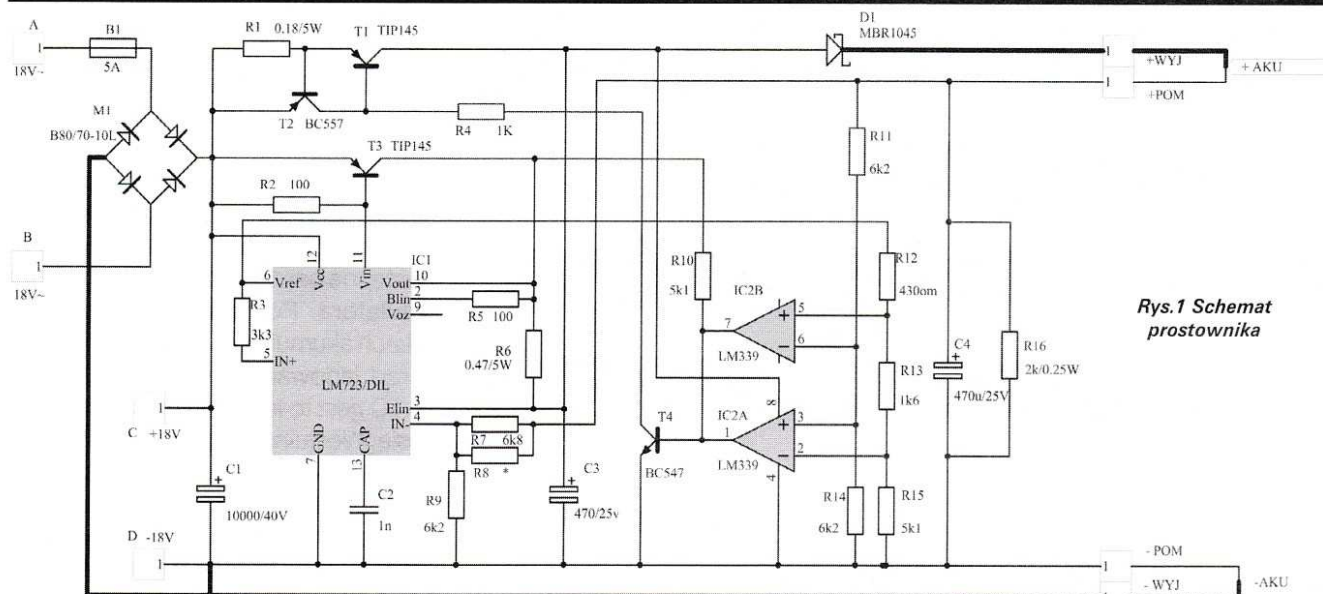 A
B1
R1 0.18/5W
T1 TIP145
D1
MBR1045
1
18V~
5A
1
+WYJ
+ AKU
1
+POM
M1
B80/70-10L
T2 BC557
R4 1K
R11
6k2
T3 TIP145
R2 100
B
1
18V~
12
11
IC1
6
Vref
Vcc
Vin
Vout
10
Blin
2
Voz
9
R3
3k3
5
IN+
R5 100
R6
0.47/5W
LM723/DIL
Elin
3
IN-
4
GND
CAP
7
13
R10
5k1
IC2B
7
5
6
+
-
LM339
R12
430om
R13
1k6
C4
+
470u/25V
R16
2k/0.25W
Rys.1 Schemat
prostownika
1
C +18V
R7 6k8
R8 *
T4
BC547
IC2A
8
1
3
2
4
+
-
LM339
C1
+
10000/40V
C2
1n
R9
6k2
C3
+
470/25v
R14
6k2
R15
5k1
D -18V
1
1
- POM
1
- WYJ
-AKU